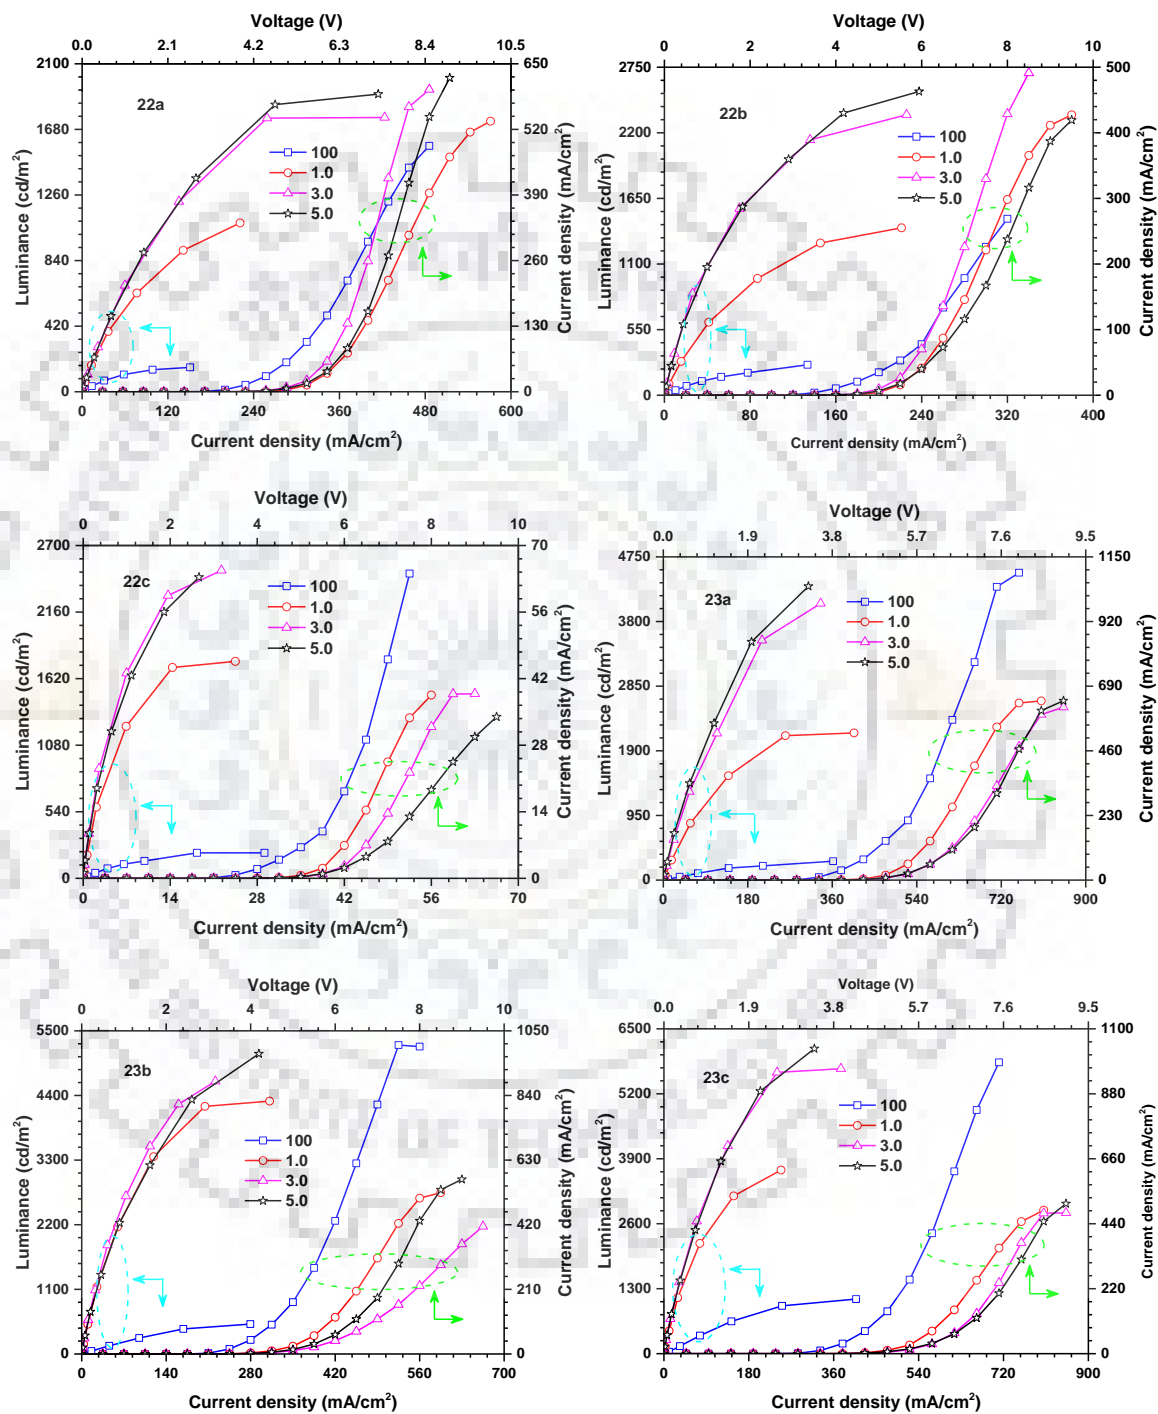 Voltage (V)
0.0 2.1 4.2 6.3 8.4 10.5
2100 1680 1260 840 420 0
Luminance (cd/m²)
22a
100
1.0
3.0
5.0
650 520 390 260 130 0
Current density (mA/cm²)
0 120 240 360 480 600
Current density (mA/cm²)
Voltage (V)
0 2 4 6 8 10
2750 2200 1650 1100 550 0
Luminance (cd/m²)
22b
100
1.0
3.0
5.0
500 400 300 200 100 0
Current density (mA/cm²)
0 80 160 240 320 400
Current density (mA/cm²)
Voltage (V)
0 2 4 6 8 10
2700 2160 1620 1080 540 0
Luminance (cd/m²)
22c
100
1.0
3.0
5.0
70 56 42 28 14 0
Current density (mA/cm²)
0 14 28 42 56 70
Current density (mA/cm²)
Voltage (V)
0.0 1.9 3.8 5.7 7.6 9.5
4750 3800 2850 1900 950 0
Luminance (cd/m²)
23a
100
1.0
3.0
5.0
1150 920 690 460 230 0
Current density (mA/cm²)
0 180 360 540 720 900
Current density (mA/cm²)
Voltage (V)
0 2 4 6 8 10
5500 4400 3300 2200 1100 0
Luminance (cd/m²)
23b
100
1.0
3.0
5.0
1050 840 630 420 210 0
Current density (mA/cm²)
0 140 280 420 560 700
Current density (mA/cm²)
Voltage (V)
0.0 1.9 3.8 5.7 7.6 9.5
6500 5200 3900 2600 1300 0
Luminance (cd/m²)
23c
100
1.0
3.0
5.0
1100 880 660 440 220 0
Current density (mA/cm²)
0 180 360 540 720 900
Current density (mA/cm²)